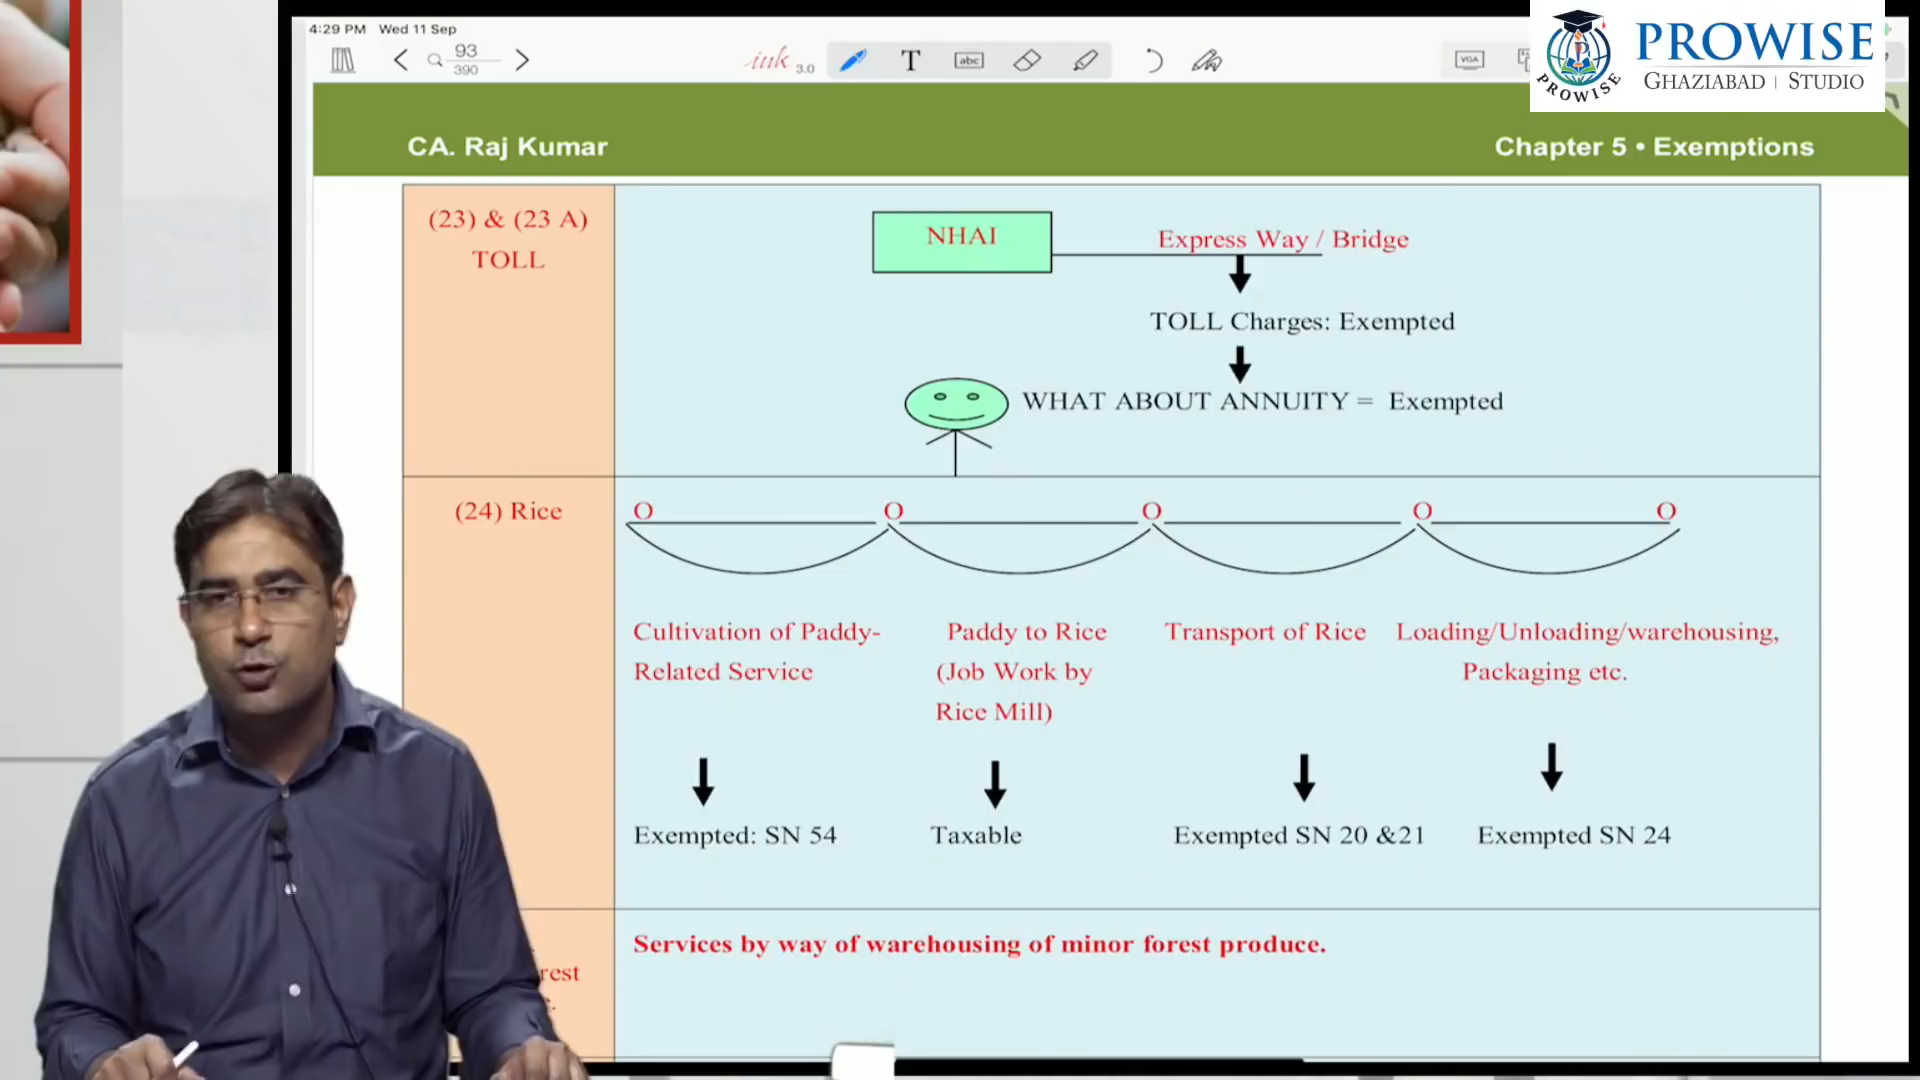 4:29 PM Wed 11 Sep
93
390
ink 3.0
T
abc
VGA
PROWISE
PROWISE
GHAZIABAD | STUDIO
CA. Raj Kumar
Chapter 5 • Exemptions
(23) & (23 A)
TOLL
NHAI
Express Way / Bridge
TOLL Charges: Exempted
WHAT ABOUT ANNUITY = Exempted
(24) Rice
O O O O O
Cultivation of Paddy-
Related Service
Paddy to Rice
(Job Work by
Rice Mill)
Transport of Rice
Loading/Unloading/warehousing,
Packaging etc.
Exempted: SN 54
Taxable
Exempted SN 20 &21
Exempted SN 24
Services by way of warehousing of minor forest produce.